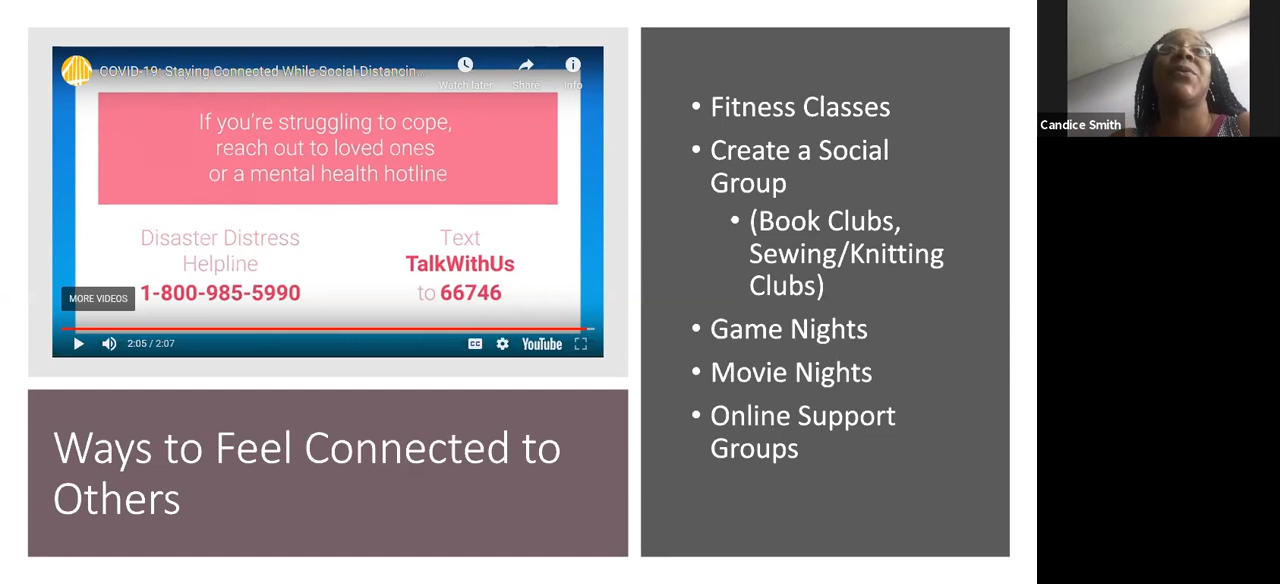 COVID-19: Staying Connected While Social Distancin...
Watch later
Share
Info
If you're struggling to cope,
reach out to loved ones
or a mental health hotline
Disaster Distress
Helpline
1-800-985-5990
Text
TalkWithUs
to 66746
MORE VIDEOS
2:05 / 2:07
CC
YouTube
Ways to Feel Connected to
Others
• Fitness Classes
• Create a Social
Group
• (Book Clubs,
Sewing/Knitting
Clubs)
• Game Nights
• Movie Nights
• Online Support
Groups
Candice Smith